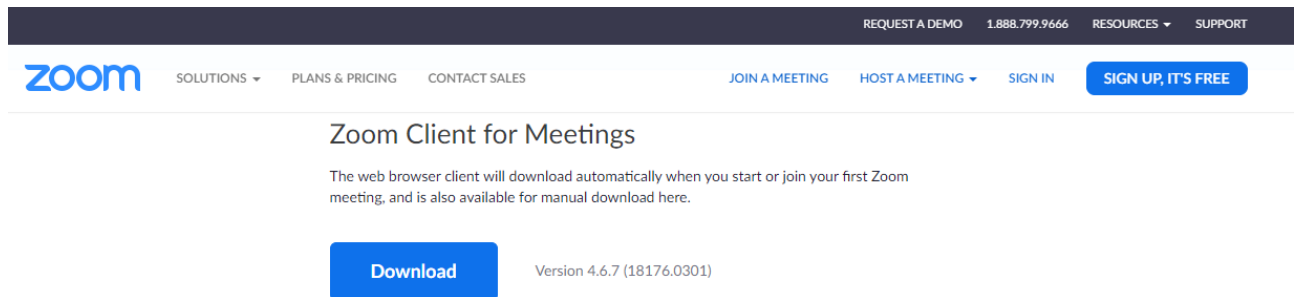 REQUEST A DEMO 1.888.799.9666 RESOURCES SUPPORT
zoom SOLUTIONS PLANS & PRICING CONTACT SALES JOIN A MEETING HOST A MEETING SIGN IN SIGN UP, IT'S FREE
Zoom Client for Meetings
The web browser client will download automatically when you start or join your first Zoom
meeting, and is also available for manual download here.
Download Version 4.6.7 (18176.0301)